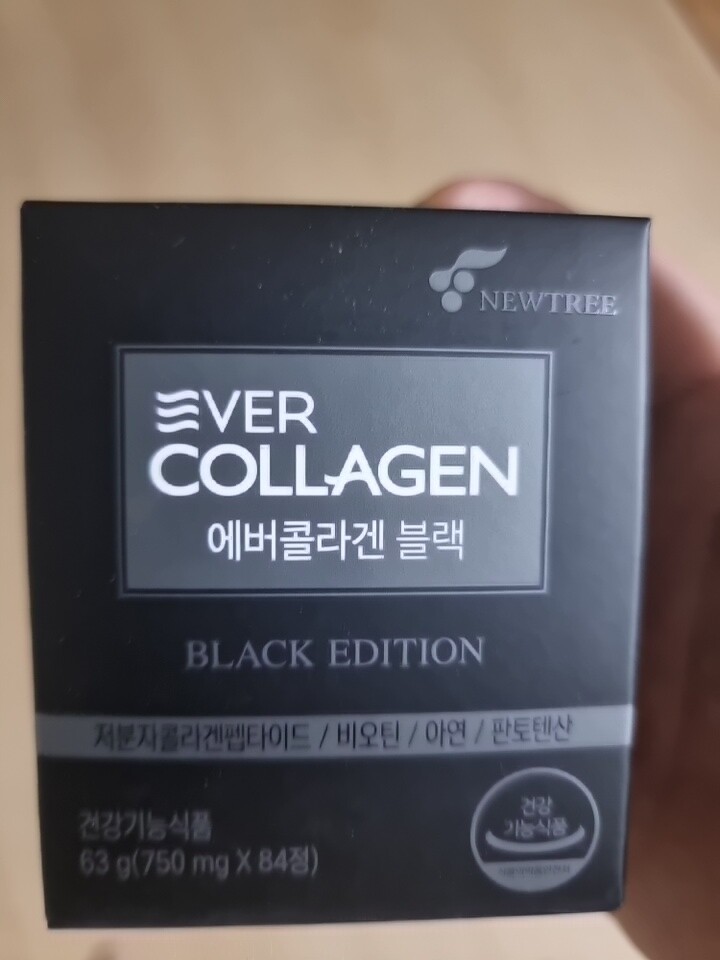 NEWTREE
EVER
COLLAGEN
에버콜라겐 블랙
BLACK EDITION
저분자콜라겐펩타이드 / 비오틴 / 아연 / 판토텐산
건강기능식품
63 g(750 mg X 84정)
건강
기능식품